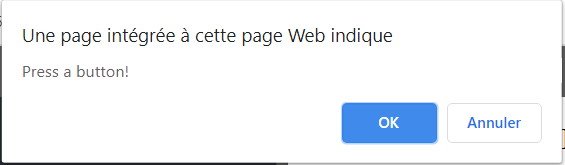 Une page intégrée à cette page Web indique
Press a button!
OK
Annuler